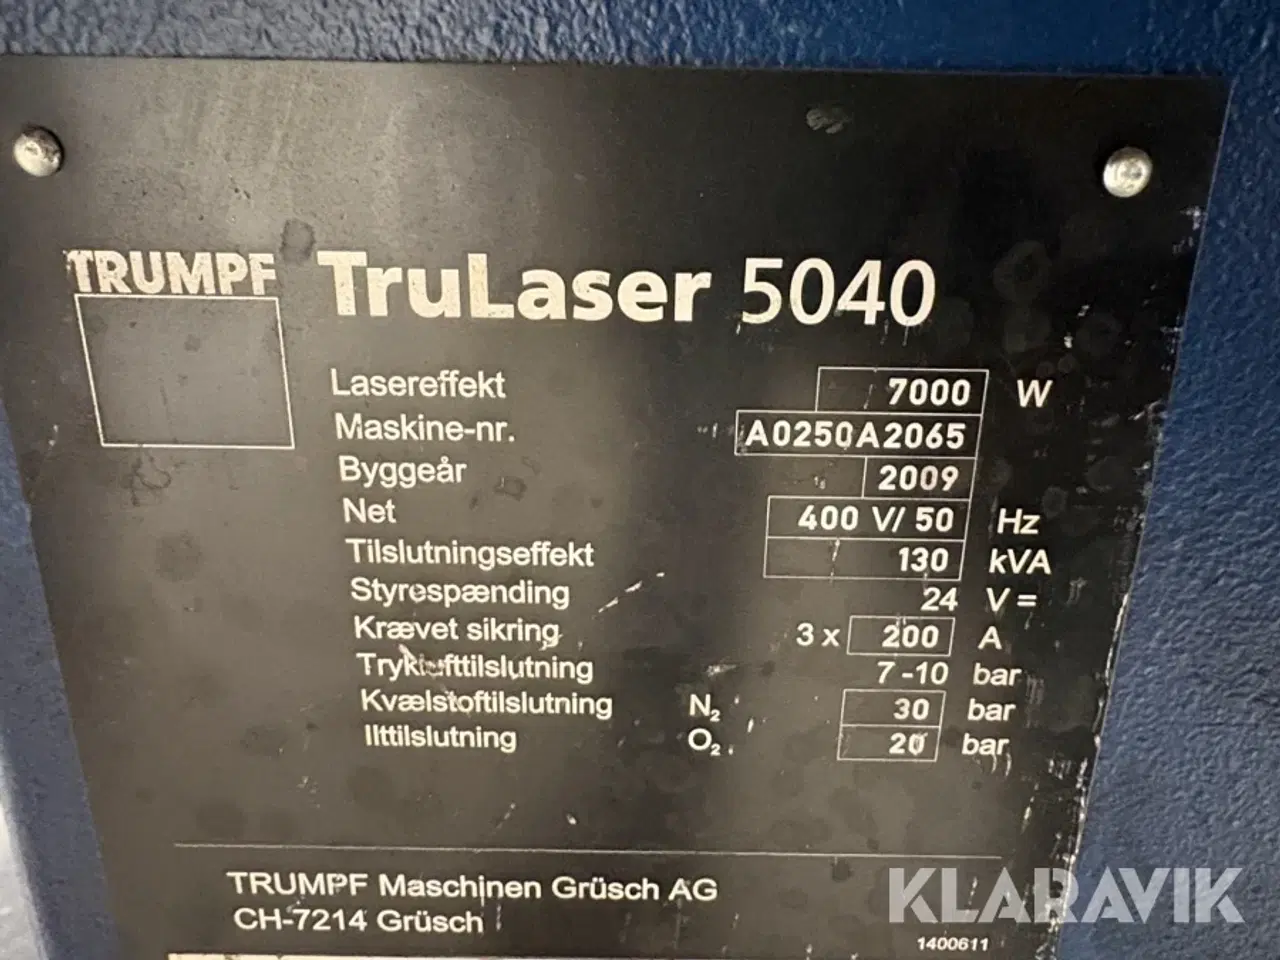 TRUMPF TruLaser 5040
Lasereffekt 7000 W
Maskine-nr. A0250A2065
Byggeår 2009
Net 400 V/ 50 Hz
Tilslutningseffekt 130 kVA
Styrespænding 24 V =
Krævet sikring 3 x 200 A
Tryklufttilslutning 7 -10 bar
Kvælstoftilslutning N₂ 30 bar
Ilttilslutning O₂ 20 bar
TRUMPF Maschinen Grüsch AG
CH-7214 Grüsch
KLARAVIK
1400611